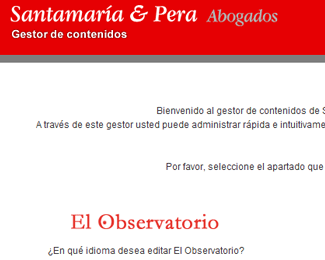 Santamaría & Pera Abogados
Gestor de contenidos
Bienvenido al gestor de contenidos de
A través de este gestor usted puede administrar rápida e
Por favor, seleccione el apartado que
El Observatorio
¿En qué idioma desea editar El Observatorio?